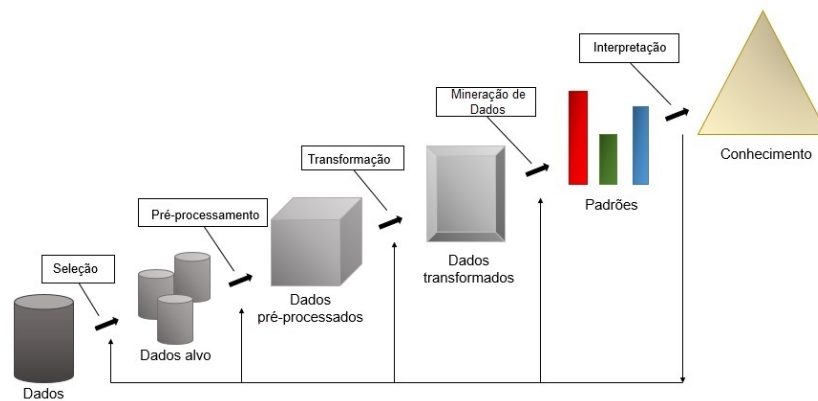 Dados
Seleção
Dados alvo
Pré-processamento
Dados
pré-processados
Transformação
Dados
transformados
Mineração de
Dados
Padrões
Interpretação
Conhecimento